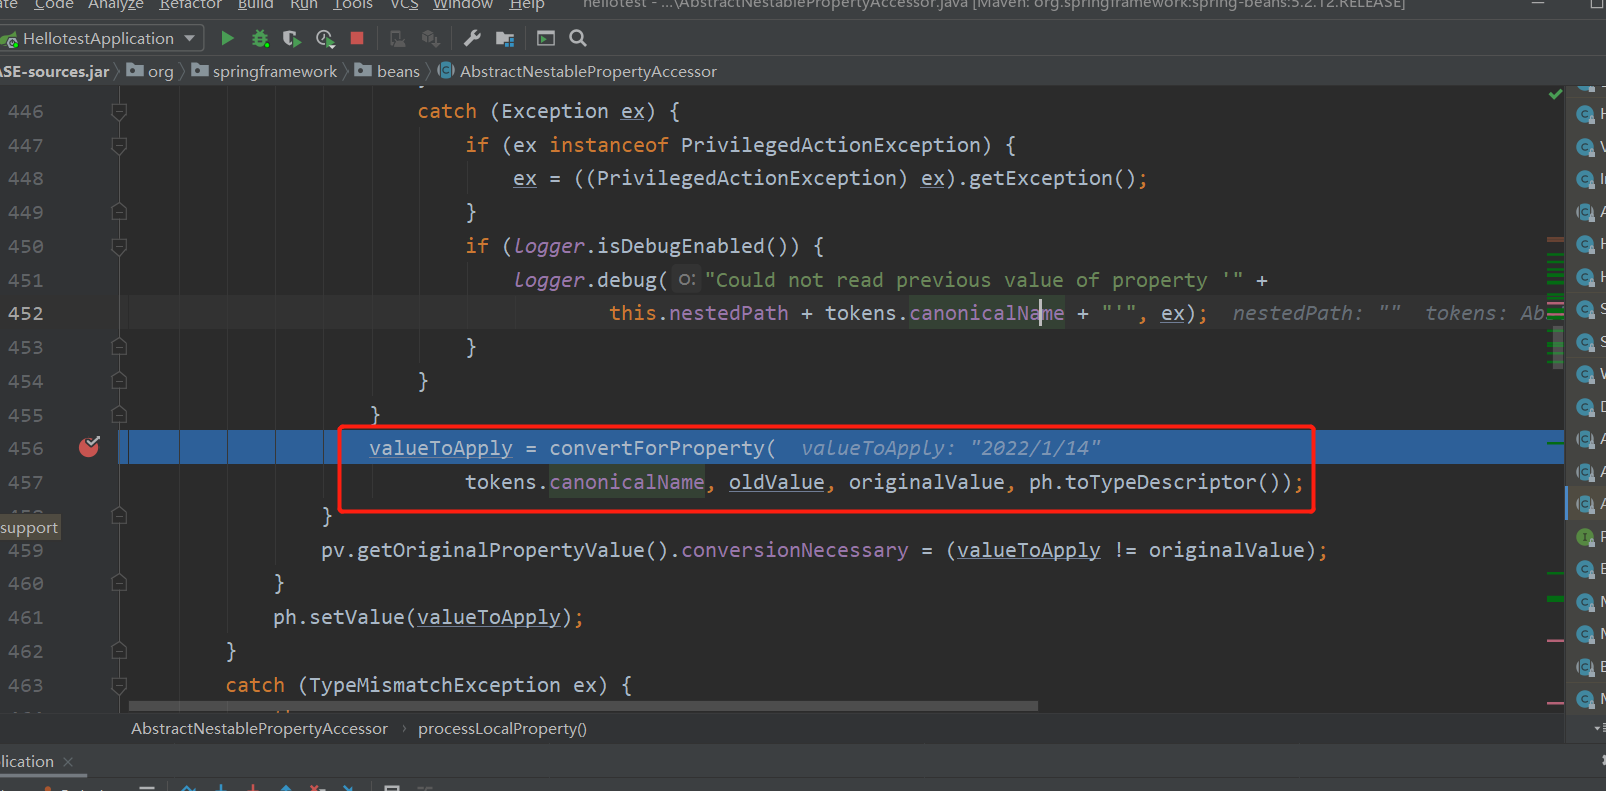 Code Analyze Refactor Build Run Tools VCS Window Help hellotest - ...\AbstractNestablePropertyAccessor.java [Maven: org.springframework:spring-beans:5.2.12.RELEASE]
HellotestApplication
ASE-sources.jar org springframework beans AbstractNestablePropertyAccessor
446 catch (Exception ex) {
447 if (ex instanceof PrivilegedActionException) {
448 ex = ((PrivilegedActionException) ex).getException();
449 }
450 if (logger.isDebugEnabled()) {
451 logger.debug( o: "Could not read previous value of property '" +
452 this.nestedPath + tokens.canonicalName + "'", ex); nestedPath: "" tokens: Ab
453 }
454 }
455 }
456 valueToApply = convertForProperty( valueToApply: "2022/1/14"
457 tokens.canonicalName, oldValue, originalValue, ph.toTypeDescriptor());
}
support
459 pv.getOriginalPropertyValue().conversionNecessary = (valueToApply != originalValue);
460 }
461 ph.setValue(valueToApply);
462 }
463 catch (TypeMismatchException ex) {
AbstractNestablePropertyAccessor › processLocalProperty()
lication ×